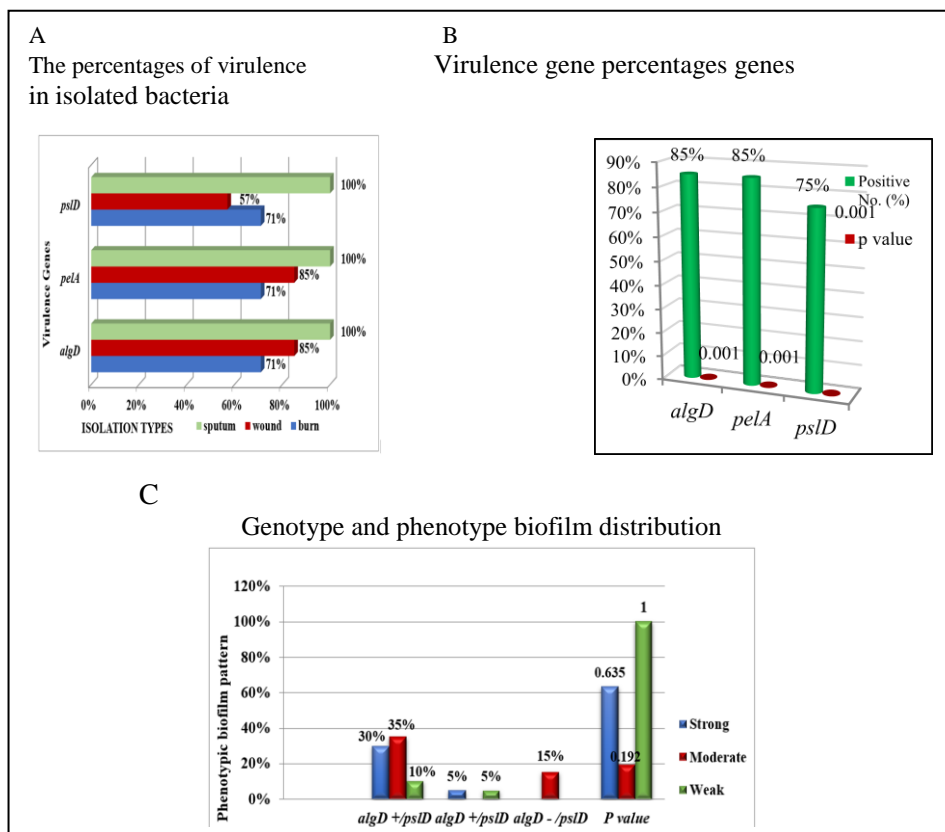 A
The percentages of virulence
in isolated bacteria
B
Virulence gene percentages genes
Virulence Genes
pslD
100%
57%
71%
pelA
100%
85%
71%
algD
100%
85%
71%
0% 20% 40% 60% 80% 100%
ISOLATION TYPES sputum wound burn
90%
80%
70%
60%
50%
40%
30%
20%
10%
0%
85% 85% 75%
0.001 0.001 0.001
algD pelA pslD
Positive
No. (%)
p value
C
Genotype and phenotype biofilm distribution
Phenotypic biofilm pattern
120%
100%
80%
60%
40%
20%
0%
30% 35% 10%
5% 5%
15%
0.635 0.192 1
algD +/pslD algD +/pslD algD - /pslD P value
Strong
Moderate
Weak